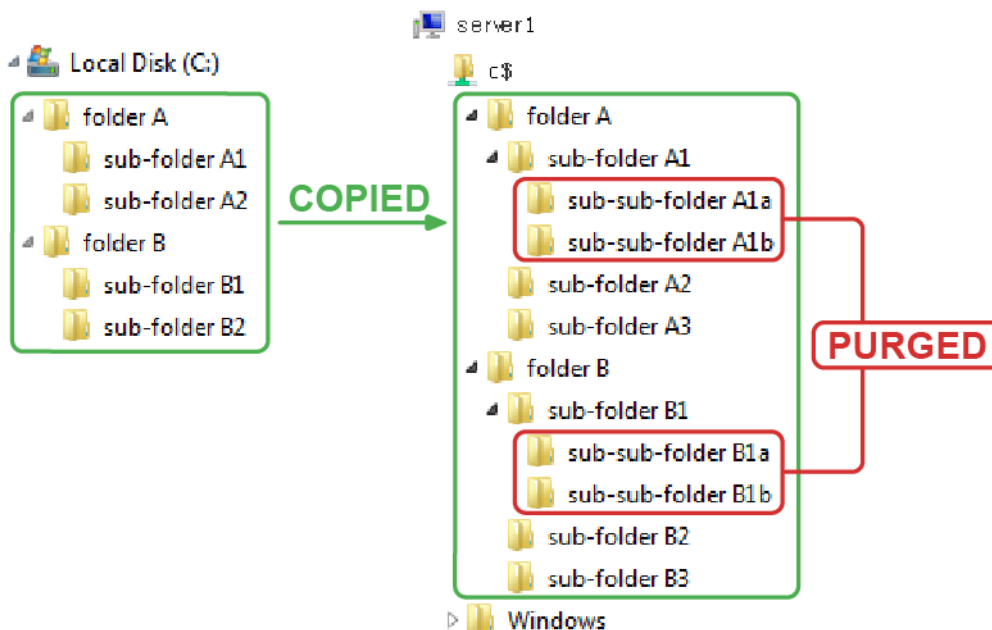 server1
Local Disk (C:)
c$
folder A
sub-folder A1
sub-folder A2
folder B
sub-folder B1
sub-folder B2
COPIED
folder A
sub-folder A1
sub-sub-folder A1a
sub-sub-folder A1b
sub-folder A2
sub-folder A3
folder B
sub-folder B1
sub-sub-folder B1a
sub-sub-folder B1b
sub-folder B2
sub-folder B3
Windows
PURGED